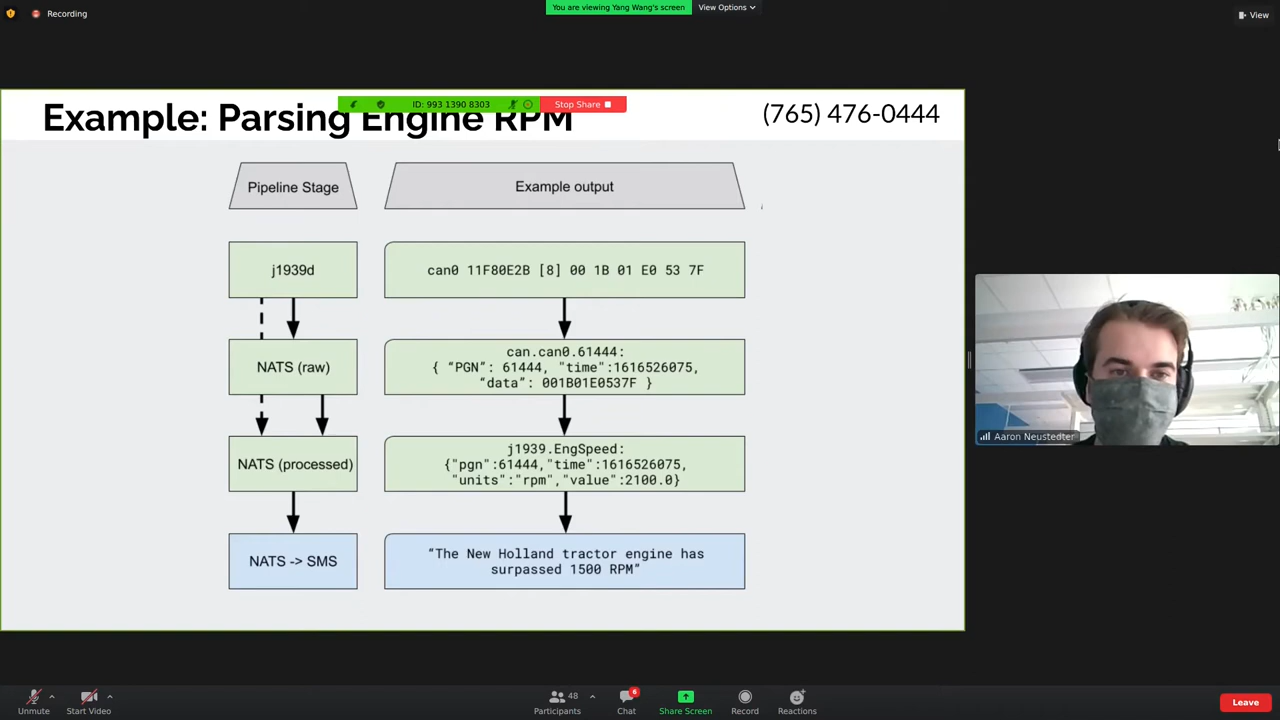 Recording
You are viewing Yang Wang's screen
View Options
View
ID: 993 1390 8303
Stop Share
Example: Parsing Engine RPM
(765) 476-0444
Pipeline Stage
Example output
j1939d
can0 11F80E2B [8] 00 1B 01 E0 53 7F
NATS (raw)
can.can0.61444:
{ “PGN”: 61444, "time":1616526075,
“data”: 001B01E0537F }
NATS (processed)
j1939.EngSpeed:
{"pgn":61444,"time":1616526075,
"units":"rpm","value":2100.0}
NATS -> SMS
“The New Holland tractor engine has
surpassed 1500 RPM”
Aaron Neustedter
Unmute
Start Video
Participants
48
Chat
6
Share Screen
Record
Reactions
Leave